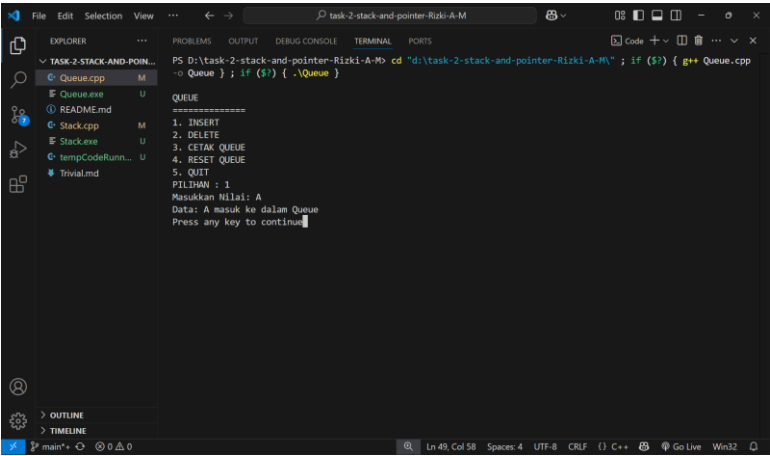 File Edit Selection View ··· ← → task-2-stack-and-pointer-Rizki-A-M
EXPLORER ···
TASK-2-STACK-AND-POIN...
Queue.cpp M
Queue.exe U
README.md
Stack.cpp M
Stack.exe U
tempCodeRunn... U
Trivial.md
OUTLINE
TIMELINE
PROBLEMS OUTPUT DEBUG CONSOLE TERMINAL PORTS Code
PS D:\task-2-stack-and-pointer-Rizki-A-M> cd "d:\task-2-stack-and-pointer-Rizki-A-M\" ; if ($?) { g++ Queue.cpp
-o Queue } ; if ($?) { .\Queue }
QUEUE
==============
1. INSERT
2. DELETE
3. CETAK QUEUE
4. RESET QUEUE
5. QUIT
PILIHAN : 1
Masukkan Nilai: A
Data: A masuk ke dalam Queue
Press any key to continue
main*+ 0 0 Ln 49, Col 58 Spaces: 4 UTF-8 CRLF {} C++ Go Live Win32